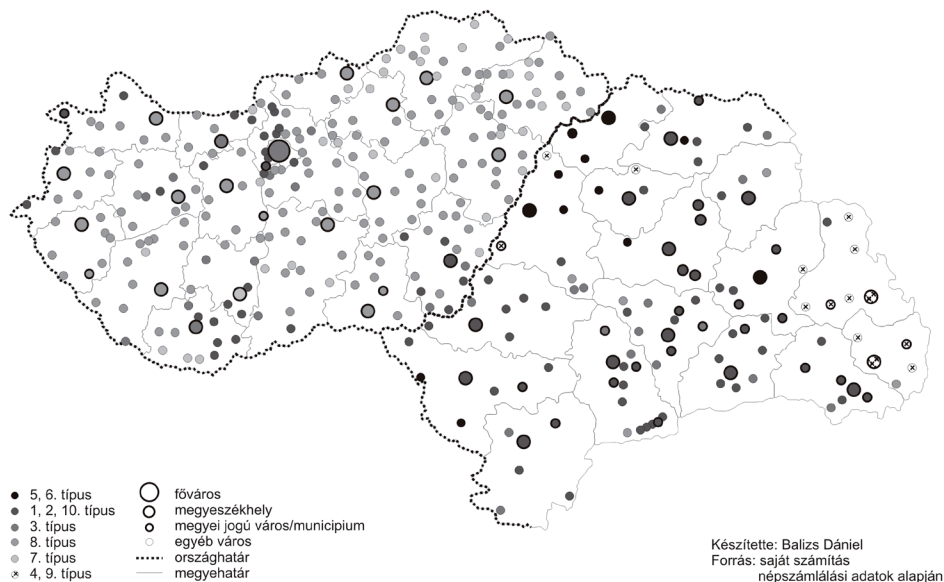 5, 6. típus
1, 2, 10. típus
3. típus
8. típus
7. típus
4, 9. típus
főváros
megyeszékhely
megyei jogú város/municipium
egyéb város
országhatár
megyehatár
Készítette: Balizs Dániel
Forrás: saját számítás
népszámlálási adatok alapján